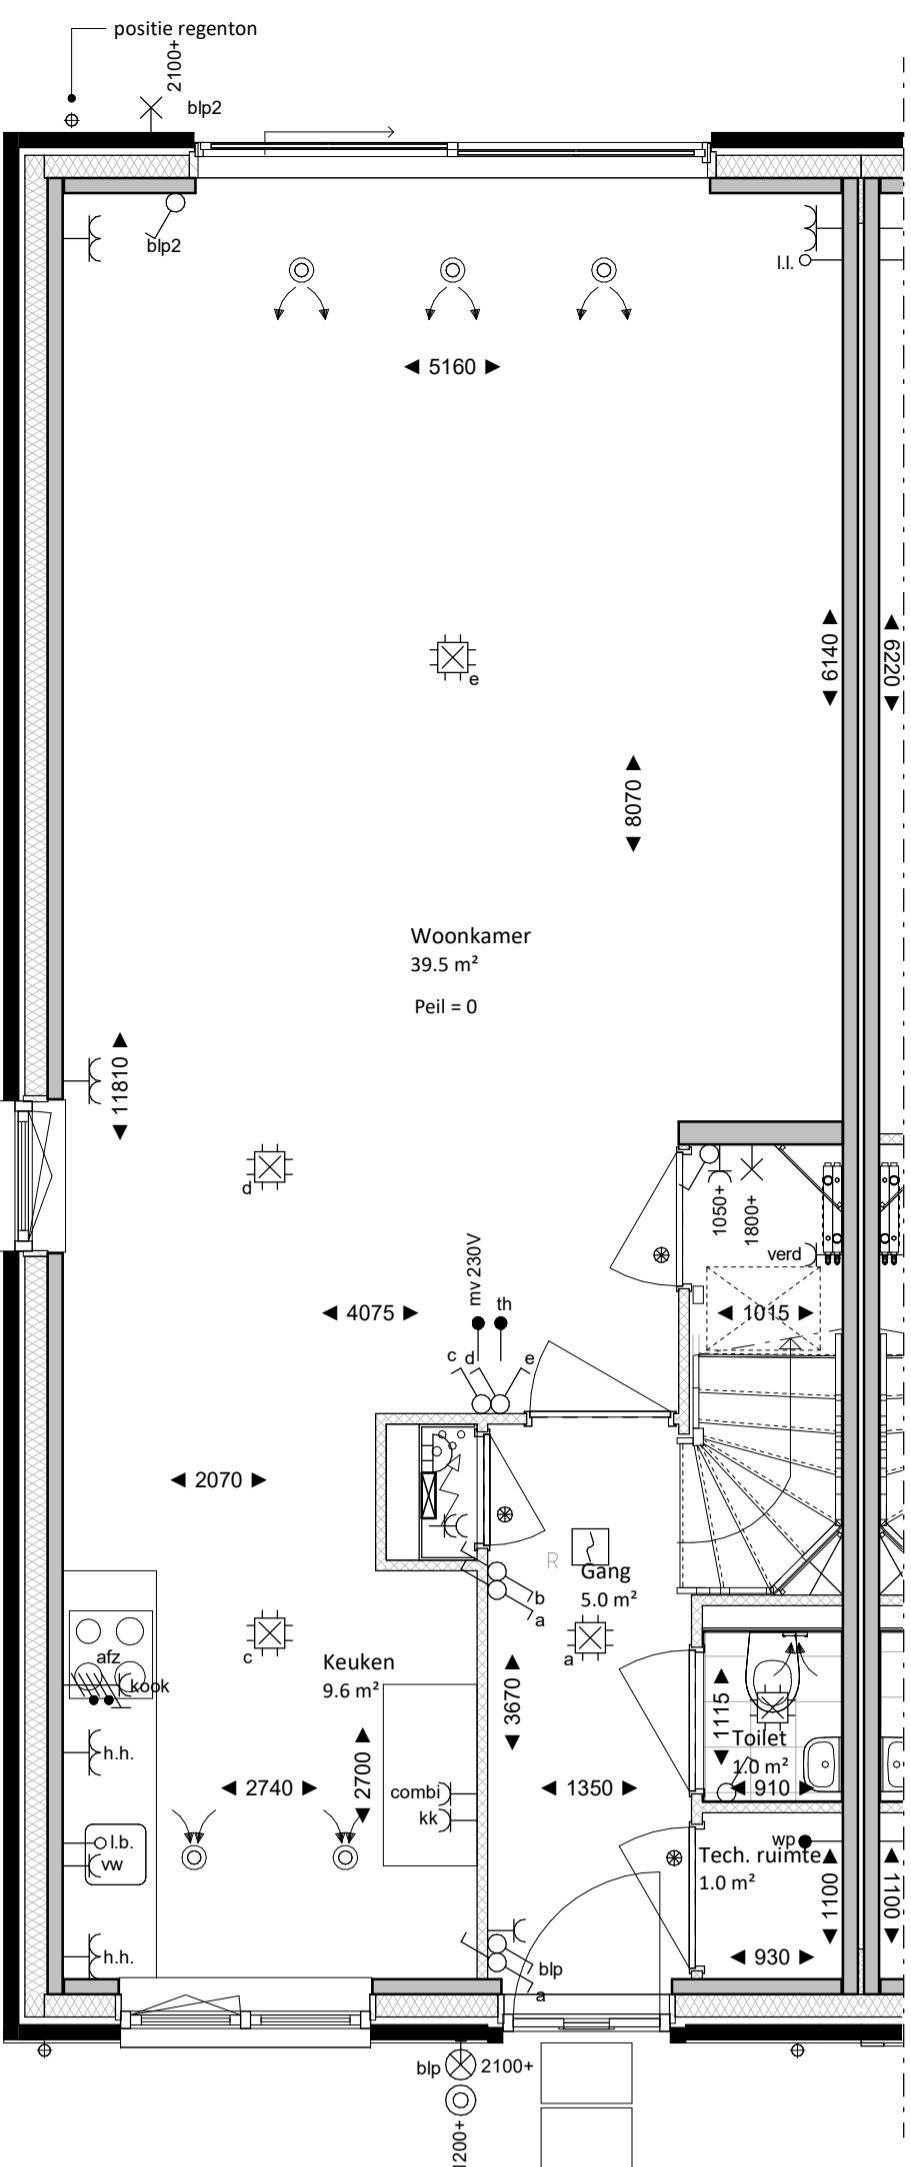 positie regenton
2100+
blp2
blp2
l.l.
5160
e
6140
6220
8070
Woonkamer
39.5 m²
Peil = 0
11810
d
1050+
1800+
verd
mv 230V
th
4075
1015
c
d
e
2070
R
Gang
5.0 m²
b
a
a
afz
kook
c
Keuken
9.6 m²
3670
1115
Toilet
1.0 m²
910
h.h.
2740
2700
combi
kk
1350
l.b.
vw
wp
Tech. ruimte
1.0 m²
1100
1100
h.h.
930
blp
a
blp
2100+
1200+